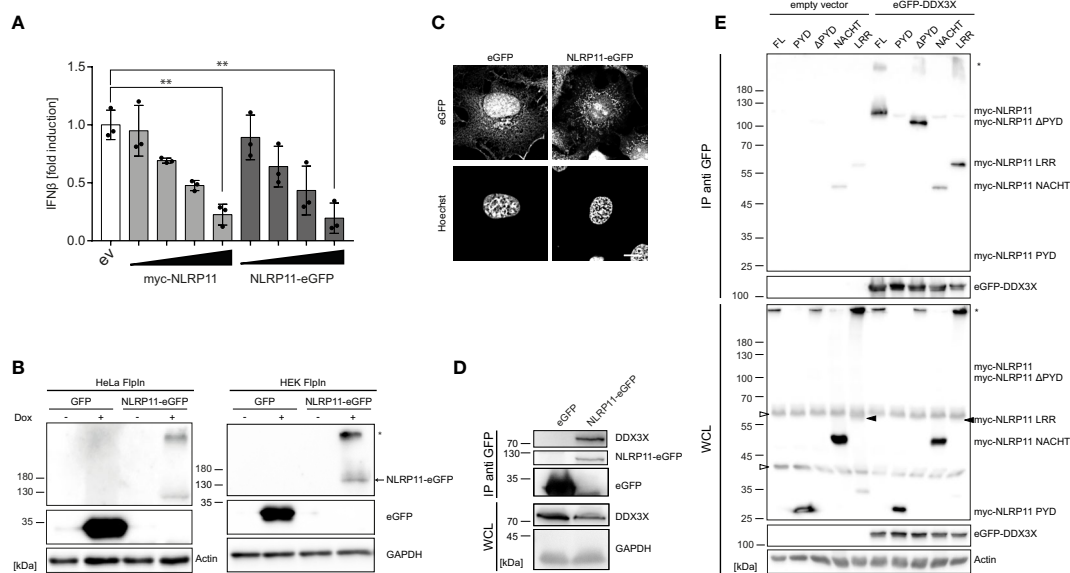 A
IFNβ [fold induction]
1.5
1.0
0.5
0.0
**
**
ev
myc-NLRP11
NLRP11-eGFP
B
HeLa FlpIn
HEK FlpIn
GFP
NLRP11-eGFP
GFP
NLRP11-eGFP
Dox
-
+
-
+
-
+
-
+
180
130
35
[kDa]
Actin
*
180
130
NLRP11-eGFP
35
eGFP
GAPDH
C
eGFP
NLRP11-eGFP
eGFP
Hoechst
D
eGFP
NLRP11-eGFP
IP anti GFP
70
DDX3X
130
NLRP11-eGFP
35
25
eGFP
WCL
70
DDX3X
GAPDH
[kDa]
E
empty vector
eGFP-DDX3X
FL
PYD
ΔPYD
NACHT
LRR
FL
PYD
ΔPYD
NACHT
LRR
IP anti GFP
*
180
130
myc-NLRP11
100
myc-NLRP11 ΔPYD
70
55
myc-NLRP11 LRR
myc-NLRP11 NACHT
45
35
myc-NLRP11 PYD
25
eGFP-DDX3X
100
WCL
*
180
130
myc-NLRP11
100
myc-NLRP11 ΔPYD
70
55
myc-NLRP11 LRR
myc-NLRP11 NACHT
45
35
myc-NLRP11 PYD
25
eGFP-DDX3X
100
[kDa]
Actin